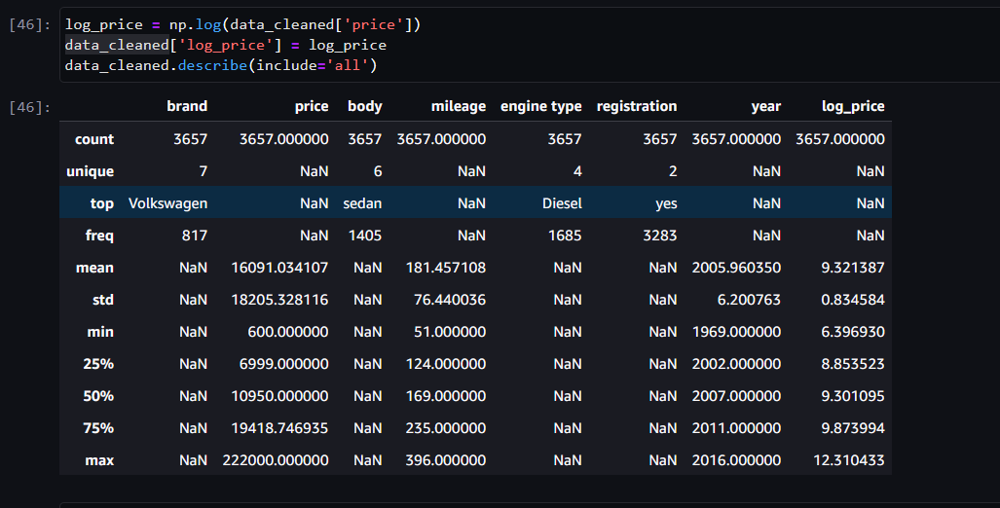 [46]: log_price = np.log(data_cleaned['price'])
data_cleaned['log_price'] = log_price
data_cleaned.describe(include='all')
[46]: brand price body mileage engine type registration year log_price
count 3657 3657.000000 3657 3657.000000 3657 3657 3657.000000 3657.000000
unique 7 NaN 6 NaN 4 2 NaN NaN
top Volkswagen NaN sedan NaN Diesel yes NaN NaN
freq 817 NaN 1405 NaN 1685 3283 NaN NaN
mean NaN 16091.034107 NaN 181.457108 NaN NaN 2005.960350 9.321387
std NaN 18205.328116 NaN 76.440036 NaN NaN 6.200763 0.834584
min NaN 600.000000 NaN 51.000000 NaN NaN 1969.000000 6.396930
25% NaN 6999.000000 NaN 124.000000 NaN NaN 2002.000000 8.853523
50% NaN 10950.000000 NaN 169.000000 NaN NaN 2007.000000 9.301095
75% NaN 19418.746935 NaN 235.000000 NaN NaN 2011.000000 9.873994
max NaN 222000.000000 NaN 396.000000 NaN NaN 2016.000000 12.310433